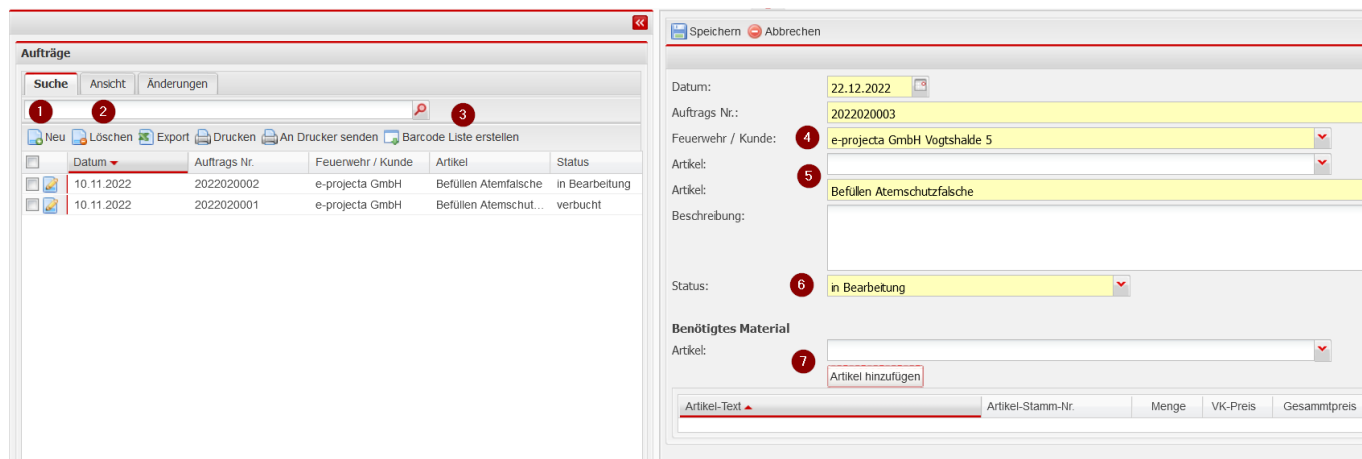 Aufträge
Suche Ansicht Änderungen
1 2 3
Neu Löschen Export Drucken An Drucker senden Barcode Liste erstellen
Datum Auftrags Nr. Feuerwehr / Kunde Artikel Status
10.11.2022 2022020002 e-projecta GmbH Befüllen Atemfalsche in Bearbeitung
10.11.2022 2022020001 e-projecta GmbH Befüllen Atemschut... verbucht
Speichern Abbrechen
Datum: 22.12.2022
Auftrags Nr.: 2022020003
Feuerwehr / Kunde: 4 e-projecta GmbH Vogtshalde 5
Artikel:
5
Artikel: Befüllen Atemschutzfalsche
Beschreibung:
Status: 6 in Bearbeitung
Benötigtes Material
Artikel:
7
Artikel hinzufügen
Artikel-Text Artikel-Stamm-Nr. Menge VK-Preis Gesammtpreis